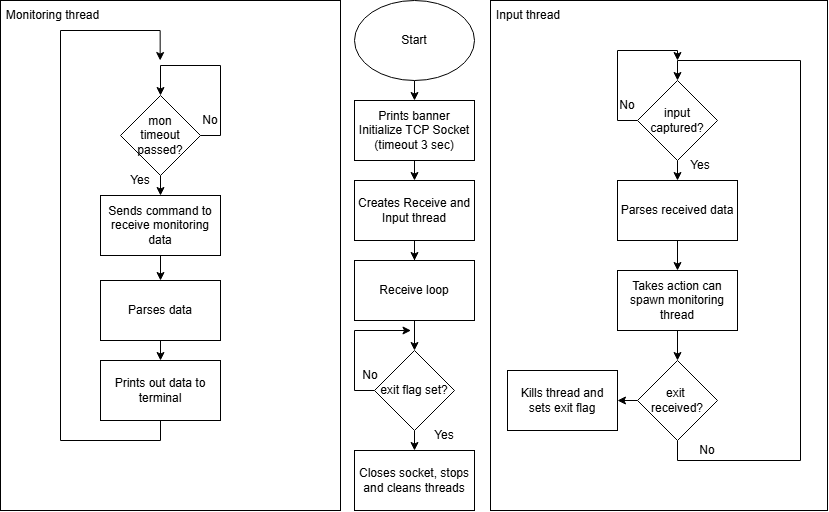 Monitoring thread
mon
timeout
passed?
No
Yes
Sends command to
receive monitoring
data
Parses data
Prints out data to
terminal
Start
Prints banner
Initialize TCP Socket
(timeout 3 sec)
Creates Receive and
Input thread
Receive loop
No
exit flag set?
Yes
Closes socket, stops
and cleans threads
Input thread
No
input
captured?
Yes
Parses received data
Takes action can
spawn monitoring
thread
Kills thread and
sets exit flag
exit
received?
No